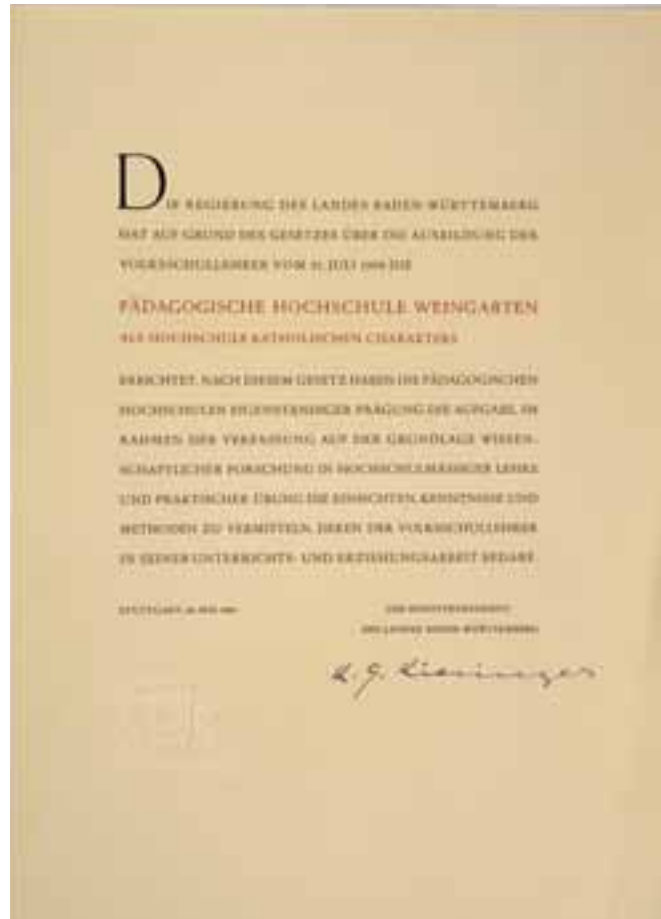 DIE REGIERUNG DES LANDES BADEN-WÜRTTEMBERG
HAT AUF GRUND DES GESETZES ÜBER DIE AUSBILDUNG DER
VOLKSSCHULLEHRER VOM JULI DIE
PÄDAGOGISCHE HOCHSCHULE WEINGARTEN
ALS HOCHSCHULE KATHOLISCHEN CHARAKTERS
ERRICHTET. NACH DIESEM GESETZ HABEN DIE PÄDAGOGISCHEN
HOCHSCHULEN EIGENSTÄNDIGER PRÄGUNG DIE AUFGABE, IM
RAHMEN DER VERFASSUNG AUF DER GRUNDLAGE WISSEN-
SCHAFTLICHER FORSCHUNG IN HOCHSCHULMÄSSIGER LEHRE
UND PRAKTISCHER ÜBUNG DIE EINSICHTEN, KENNTNISSE UND
METHODEN ZU VERMITTELN, DEREN DER VOLKSSCHULLEHRER
IN SEINER UNTERRICHTS- UND ERZIEHUNGSARBEIT BEDARF.
STUTTGART,
DER MINISTERPRÄSIDENT
DES LANDES BADEN-WÜRTTEMBERG
K. G. Kiesinger